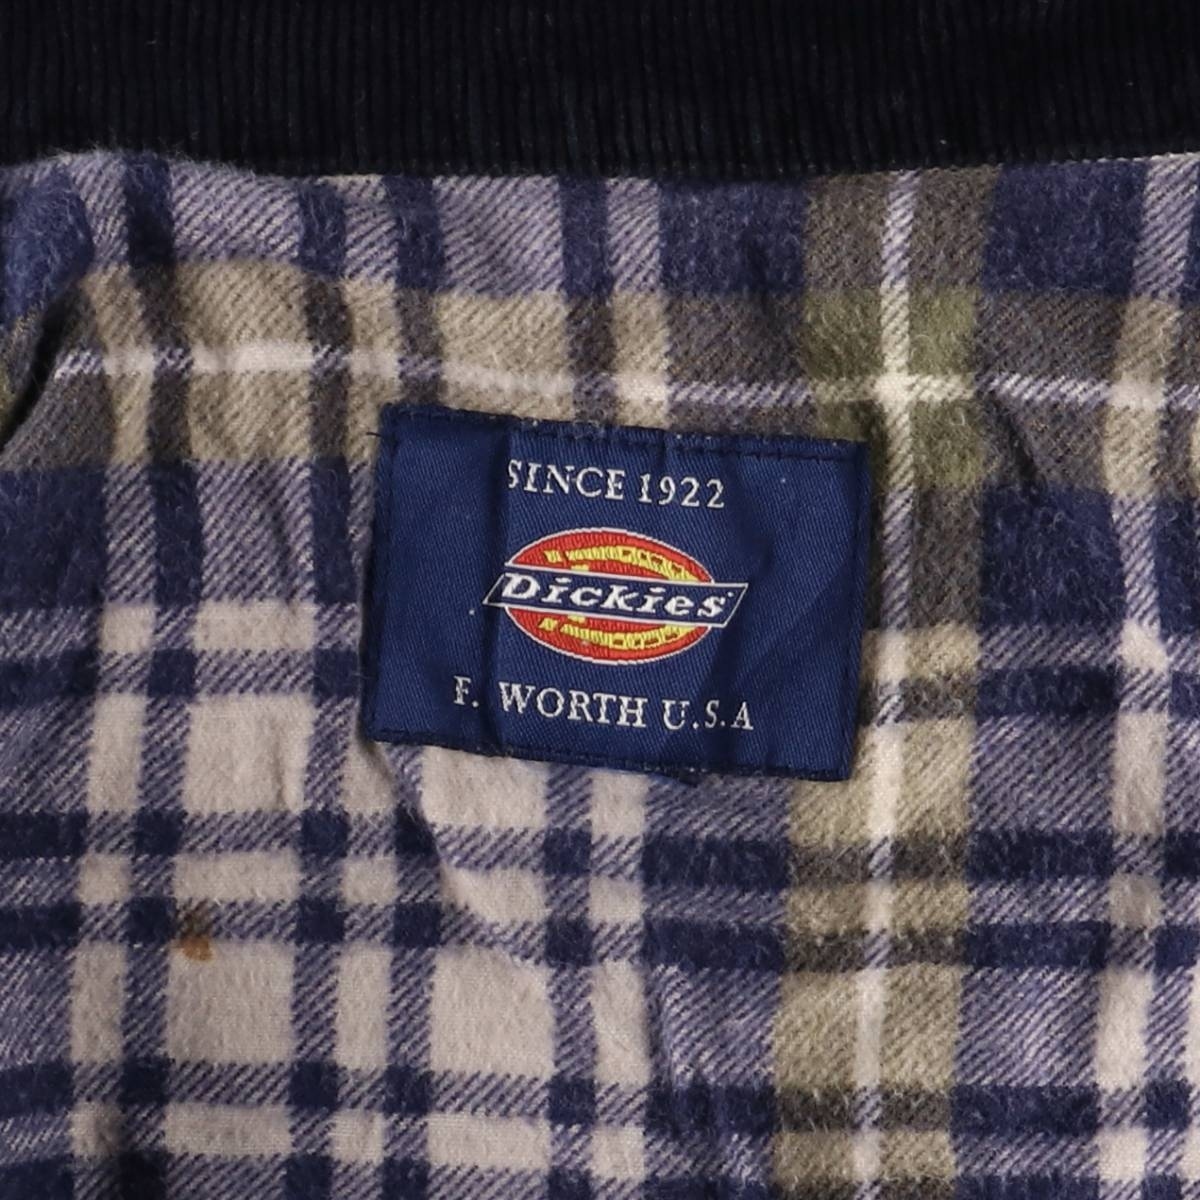 SINCE 1922
Dickies
F. WORTH U.S.A